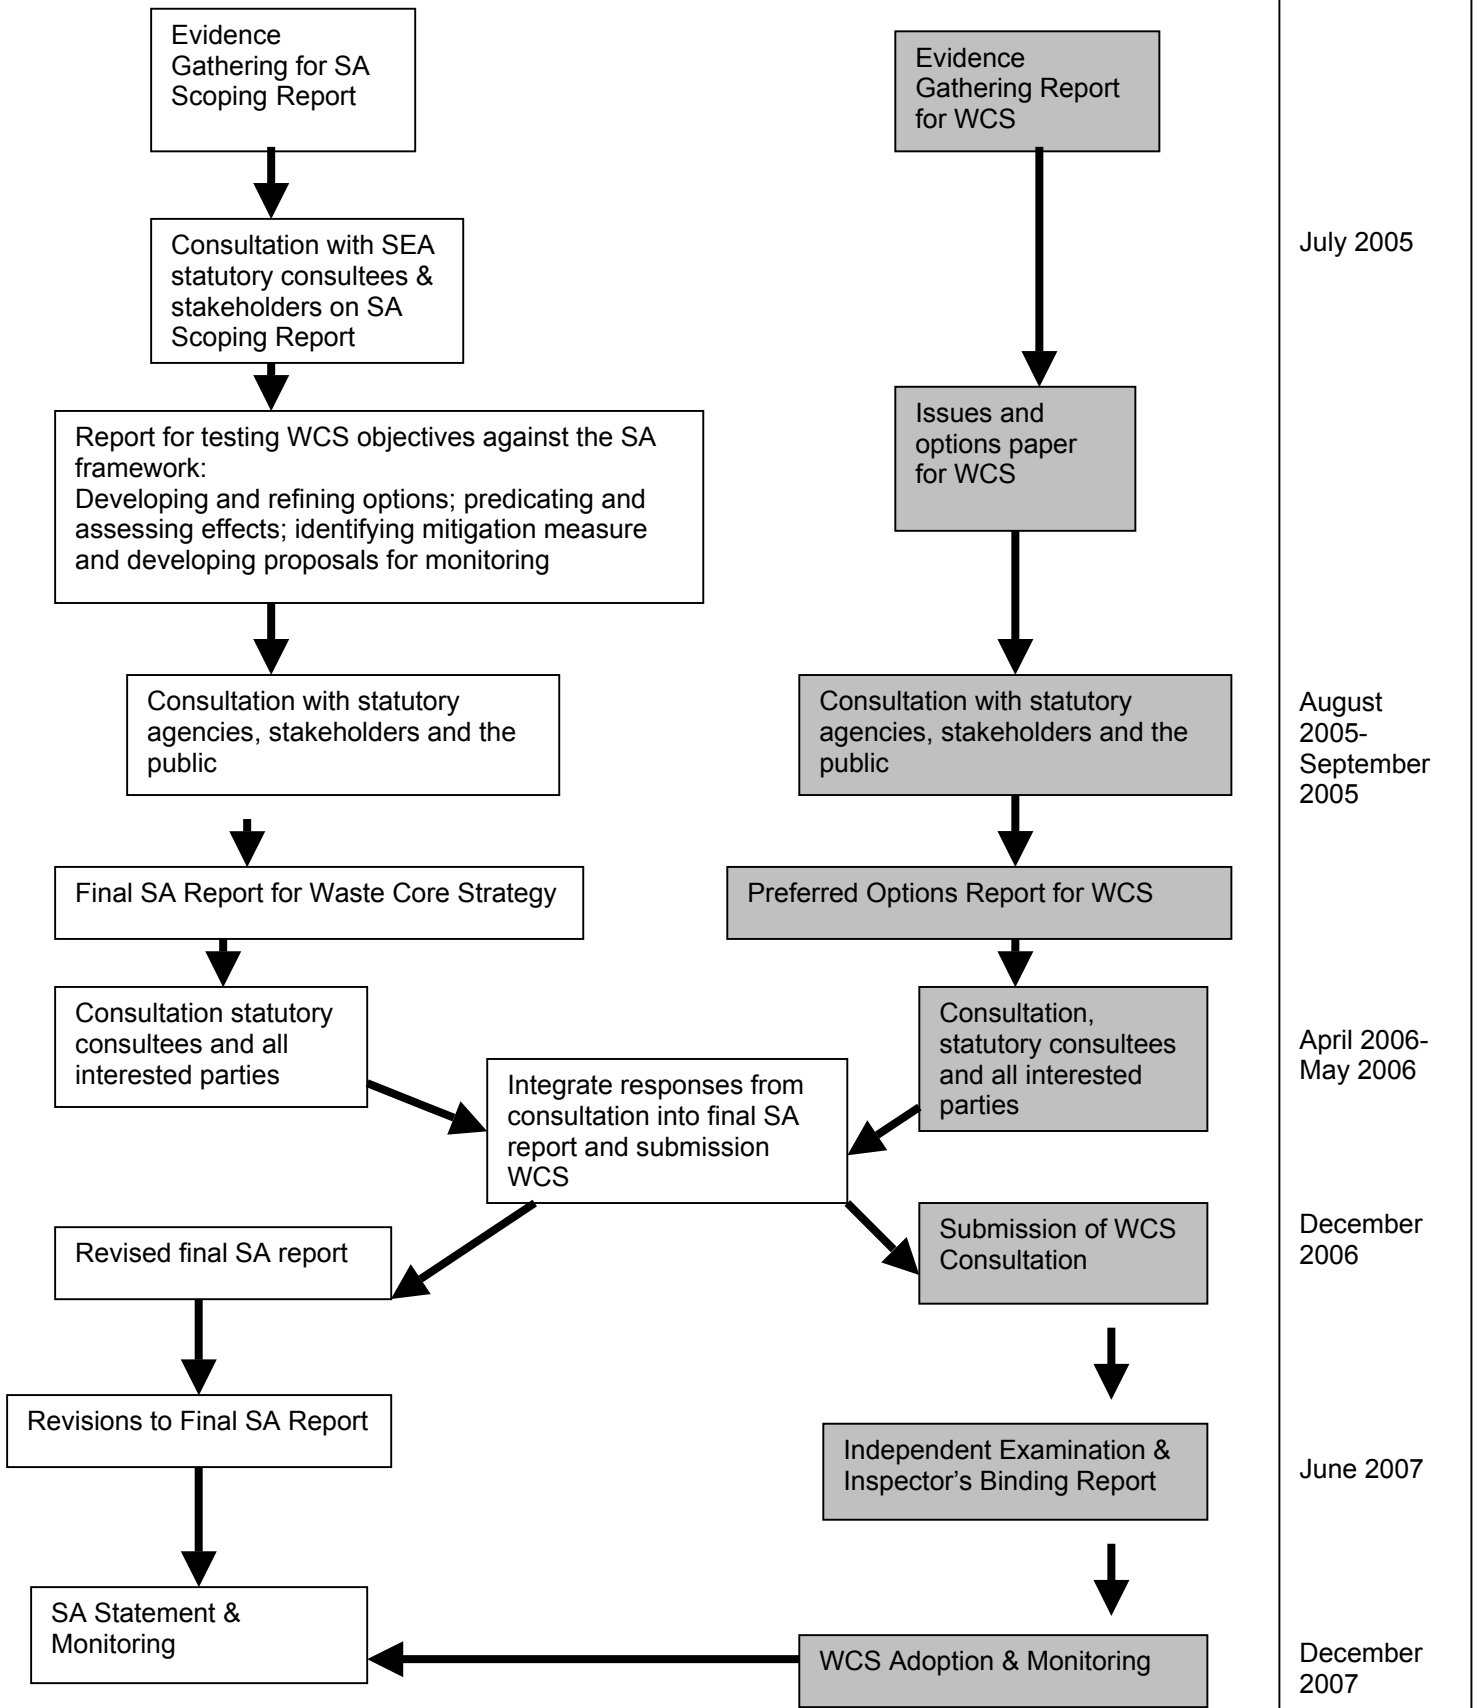 Evidence
Gathering for SA
Scoping Report
Evidence
Gathering Report
for WCS
Consultation with SEA
statutory consultees &
stakeholders on SA
Scoping Report
July 2005
Report for testing WCS objectives against the SA
framework:
Developing and refining options; predicating and
assessing effects; identifying mitigation measure
and developing proposals for monitoring
Issues and
options paper
for WCS
Consultation with statutory
agencies, stakeholders and the
public
Consultation with statutory
agencies, stakeholders and the
public
August
2005-
September
2005
Final SA Report for Waste Core Strategy
Preferred Options Report for WCS
Consultation statutory
consultees and all
interested parties
Integrate responses from
consultation into final SA
report and submission
WCS
Consultation,
statutory consultees
and all interested
parties
April 2006-
May 2006
Revised final SA report
Submission of WCS
Consultation
December
2006
Revisions to Final SA Report
Independent Examination &
Inspector’s Binding Report
June 2007
SA Statement &
Monitoring
WCS Adoption & Monitoring
December
2007